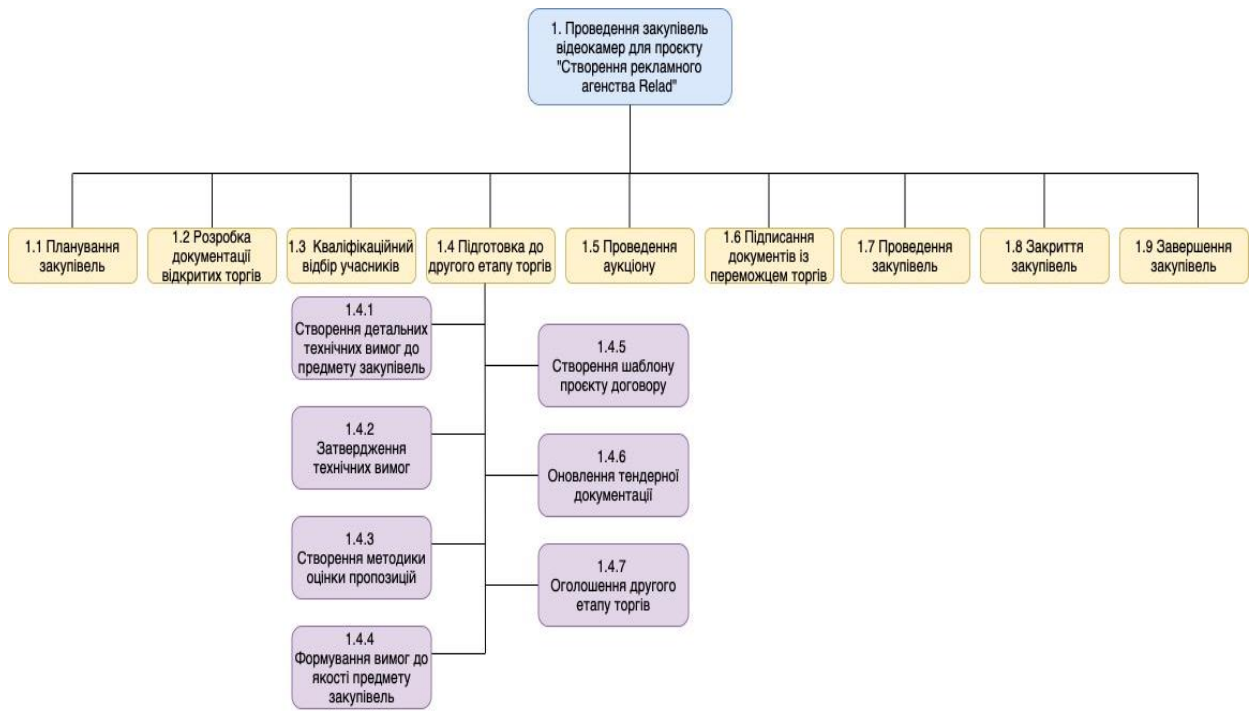 1. Проведення закупівель
відеокамер для проєкту
"Створення рекламного
агенства Relad"
1.1 Планування
закупівель
1.2 Розробка
документації
відкритих торгів
1.3 Кваліфікаційний
відбір учасників
1.4 Підготовка до
другого етапу торгів
1.5 Проведення
аукціону
1.6 Підписання
документів із
переможцем торгів
1.7 Проведення
закупівель
1.8 Закриття
закупівель
1.9 Завершення
закупівель
1.4.1
Створення детальних
технічних вимог до
предмету закупівель
1.4.2
Затвердження
технічних вимог
1.4.3
Створення методики
оцінки пропозицій
1.4.4
Формування вимог до
якості предмету
закупівель
1.4.5
Створення шаблону
проєкту договору
1.4.6
Оновлення тендерної
документації
1.4.7
Оголошення другого
етапу торгів